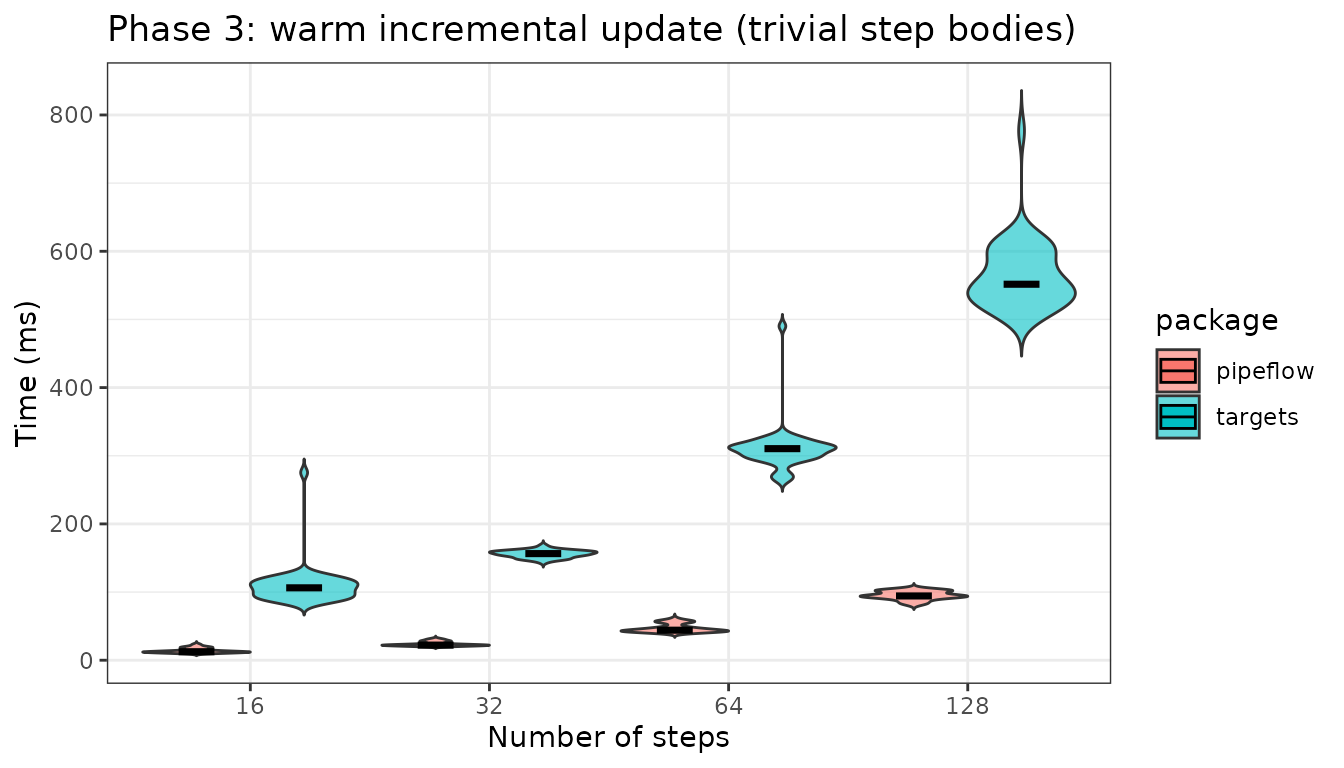 Phase 3: warm incremental update (trivial step bodies)
Time (ms)
800
600
400
200
0
16 32 64 128
Number of steps
package
pipeflow
targets